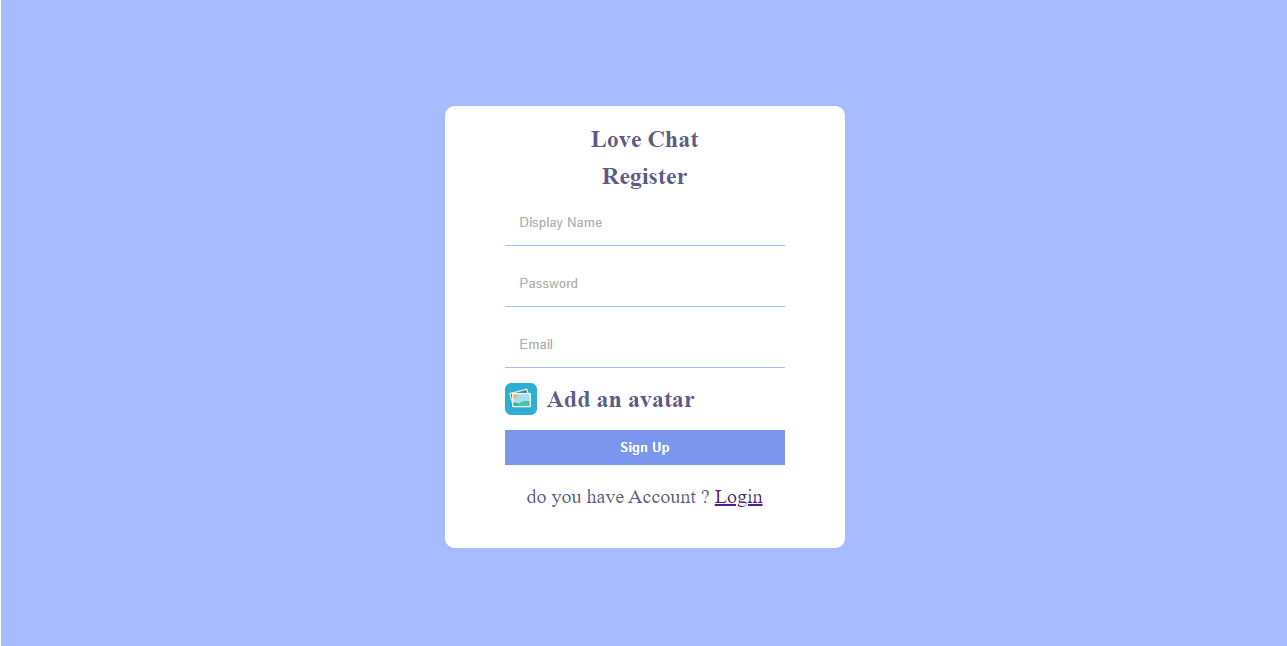 Love Chat
Register
Display Name
Password
Email
Add an avatar
Sign Up
do you have Account ? Login